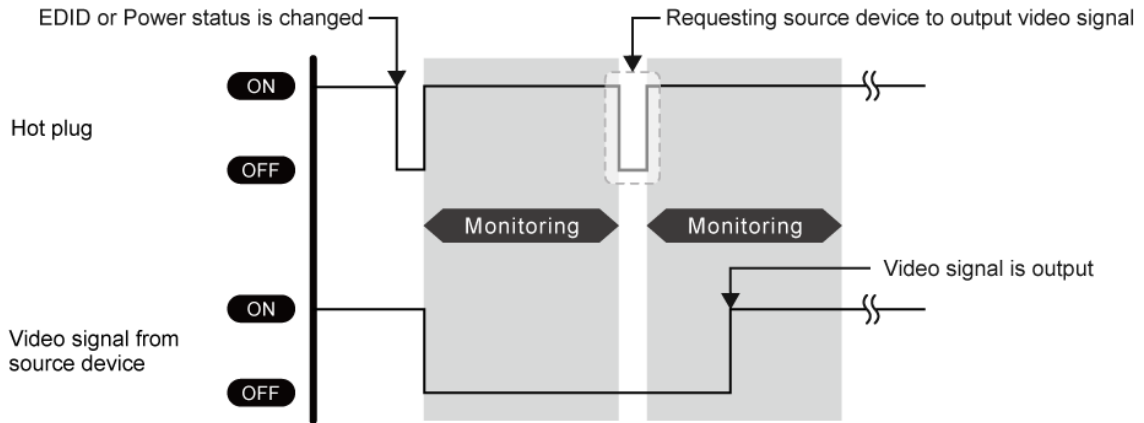 EDID or Power status is changed
Requesting source device to output video signal
ON
Hot plug
OFF
Monitoring
Monitoring
Video signal is output
ON
Video signal from
source device
OFF